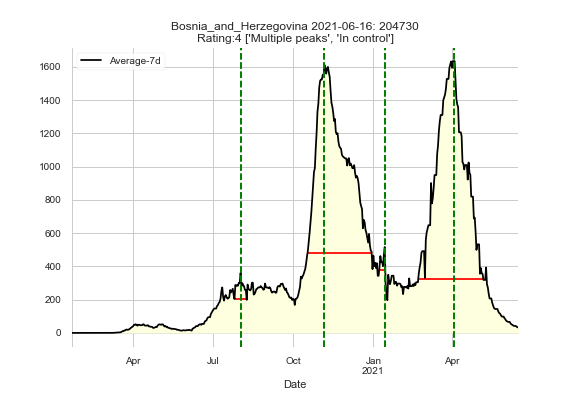 Bosnia_and_Herzegovina 2021-06-16: 204730
Rating:4 ['Multiple peaks', 'In control']
Average-7d
1600
1400
1200
1000
800
600
400
200
0
Apr
Jul
Oct
Jan
2021
Apr
Date